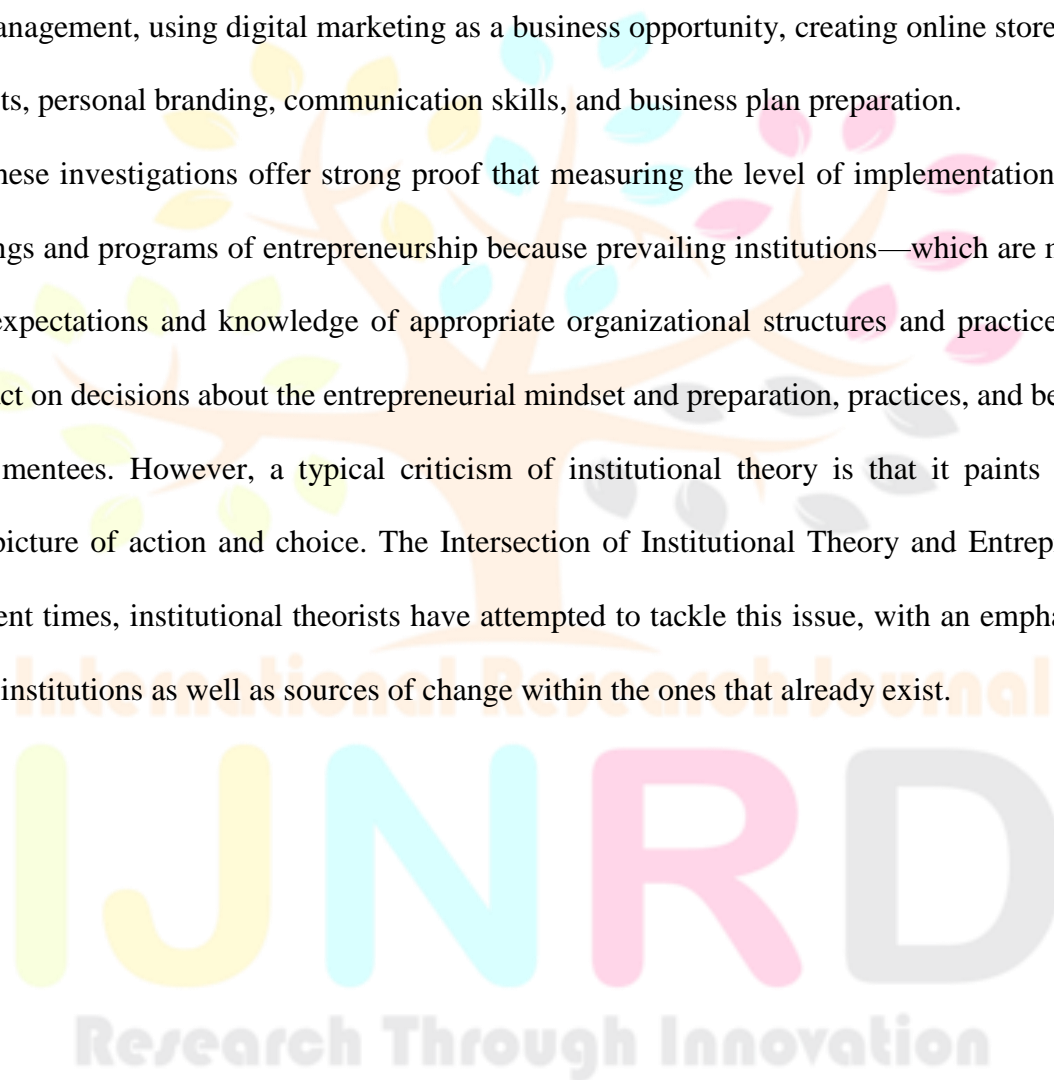 anagement, using digital marketing as a business opportunity, creating online store
ts, personal branding, communication skills, and business plan preparation.
hese investigations offer strong proof that measuring the level of implementation
ngs and programs of entrepreneurship because prevailing institutions—which are n
expectations and knowledge of appropriate organizational structures and practice
act on decisions about the entrepreneurial mindset and preparation, practices, and be
mentees. However, a typical criticism of institutional theory is that it paints
picture of action and choice. The Intersection of Institutional Theory and Entrep
ent times, institutional theorists have attempted to tackle this issue, with an empha
institutions as well as sources of change within the ones that already exist.
International Research Journal
IJNRD
Research Through Innovation